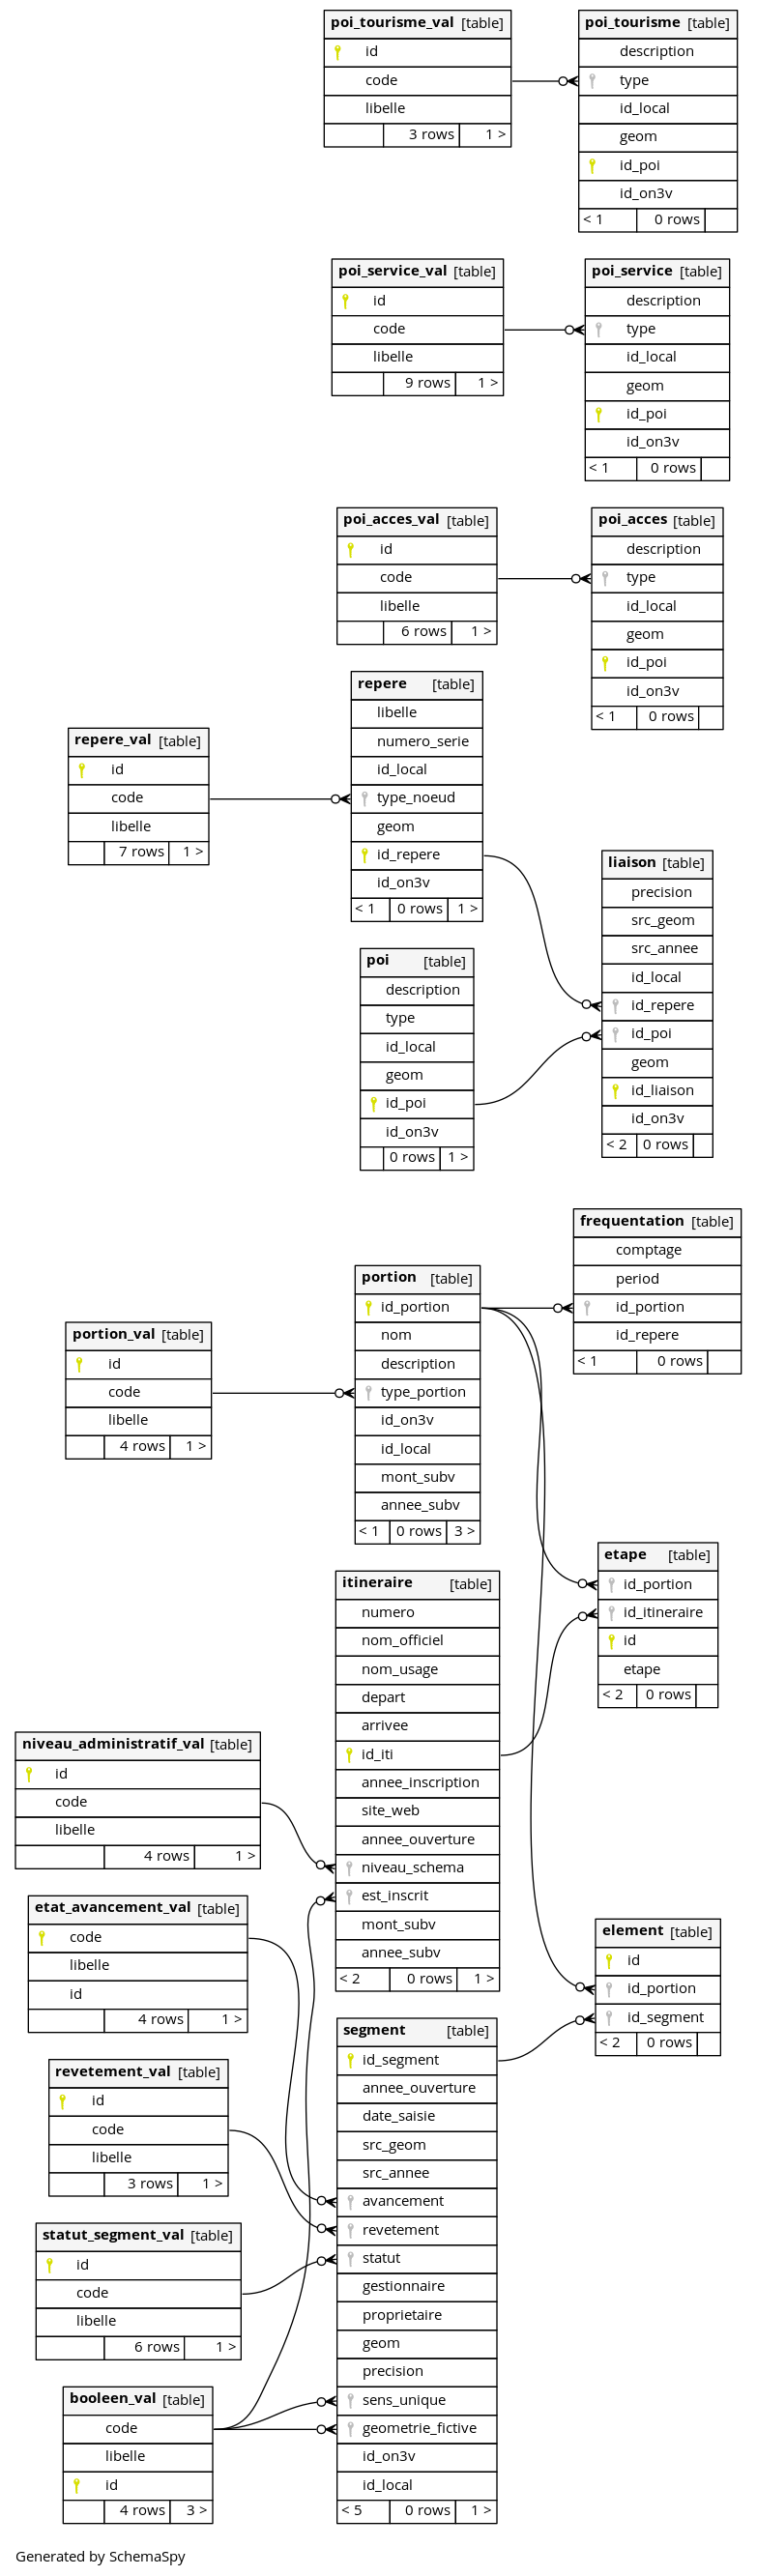 poi_tourisme_val [table]
id
code
libelle
3 rows 1 >
poi_tourisme [table]
description
type
id_local
geom
id_poi
id_on3v
< 1 0 rows
poi_service_val [table]
id
code
libelle
9 rows 1 >
poi_service [table]
description
type
id_local
geom
id_poi
id_on3v
< 1 0 rows
poi_acces_val [table]
id
code
libelle
6 rows 1 >
poi_acces [table]
description
type
id_local
geom
id_poi
id_on3v
< 1 0 rows
repere [table]
libelle
numero_serie
id_local
type_noeud
geom
id_repere
id_on3v
< 1 0 rows 1 >
repere_val [table]
id
code
libelle
7 rows 1 >
liaison [table]
precision
src_geom
src_annee
id_local
id_repere
id_poi
geom
id_liaison
id_on3v
< 2 0 rows
poi [table]
description
type
id_local
geom
id_poi
id_on3v
0 rows 1 >
frequentation [table]
comptage
period
id_portion
id_repere
< 1 0 rows
portion [table]
id_portion
nom
description
type_portion
id_on3v
id_local
mont_subv
annee_subv
< 1 0 rows 3 >
portion_val [table]
id
code
libelle
4 rows 1 >
etape [table]
id_portion
id_itineraire
id
etape
< 2 0 rows
itineraire [table]
numero
nom_officiel
nom_usage
depart
arrivee
id_iti
annee_inscription
site_web
annee_ouverture
niveau_schema
est_inscrit
mont_subv
annee_subv
< 2 0 rows 1 >
niveau_administratif_val [table]
id
code
libelle
4 rows 1 >
etat_avancement_val [table]
code
libelle
id
4 rows 1 >
element [table]
id
id_portion
id_segment
< 2 0 rows
segment [table]
id_segment
annee_ouverture
date_saisie
src_geom
src_annee
avancement
revetement
statut
gestionnaire
proprietaire
geom
precision
sens_unique
geometrie_fictive
id_on3v
id_local
< 5 0 rows 1 >
revetement_val [table]
id
code
libelle
3 rows 1 >
statut_segment_val [table]
id
code
libelle
6 rows 1 >
booleen_val [table]
code
libelle
id
4 rows 3 >
Generated by SchemaSpy